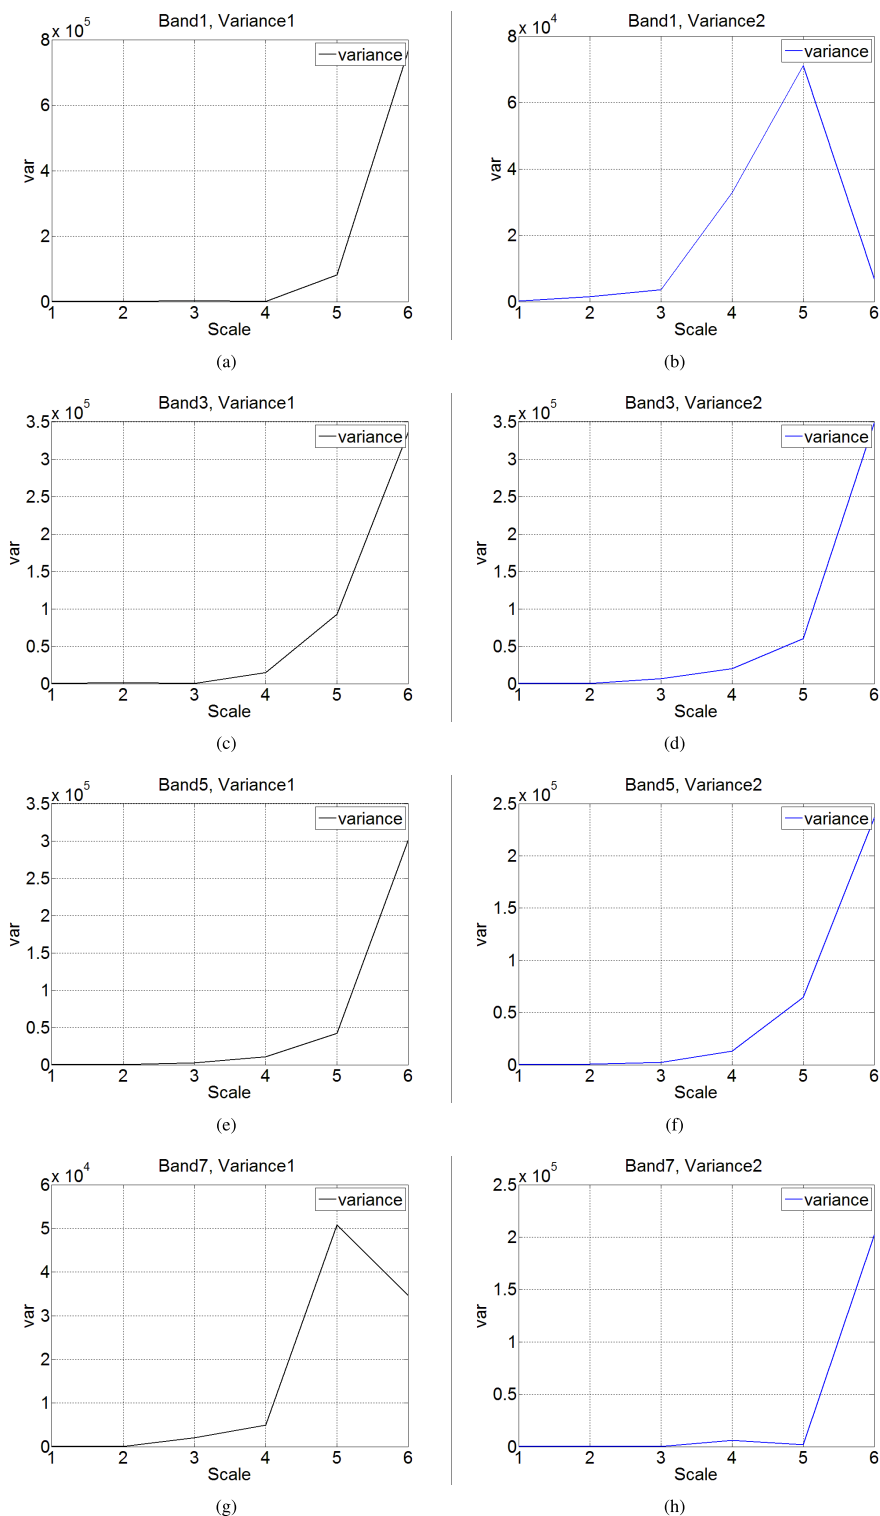 Band1, Variance1
x 10^5
8
6
4
2
0
var
variance
1 2 3 4 5 6
Scale
(a)
Band1, Variance2
x 10^4
8
6
4
2
0
var
variance
1 2 3 4 5 6
Scale
(b)
Band3, Variance1
x 10^5
3.5
3
2.5
2
1.5
1
0.5
0
var
variance
1 2 3 4 5 6
Scale
(c)
Band3, Variance2
x 10^5
3.5
3
2.5
2
1.5
1
0.5
0
var
variance
1 2 3 4 5 6
Scale
(d)
Band5, Variance1
x 10^5
3.5
3
2.5
2
1.5
1
0.5
0
var
variance
1 2 3 4 5 6
Scale
(e)
Band5, Variance2
x 10^5
2.5
2
1.5
1
0.5
0
var
variance
1 2 3 4 5 6
Scale
(f)
Band7, Variance1
x 10^4
6
5
4
3
2
1
0
var
variance
1 2 3 4 5 6
Scale
(g)
Band7, Variance2
x 10^5
2.5
2
1.5
1
0.5
0
var
variance
1 2 3 4 5 6
Scale
(h)